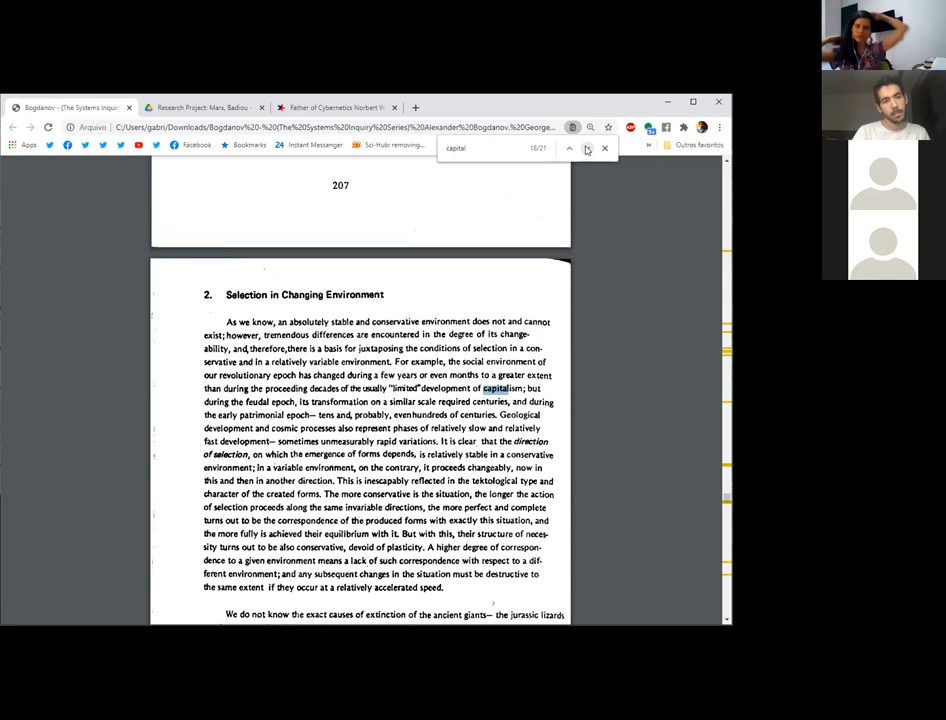 Bogdanov - (The Systems Inquiry
Research Project: Marx, Badiou -
Father of Cybernetics Norbert W
Arquivo
C:/Users/gabri/Downloads/Bogdanov%20-%20(The%20Systems%20Inquiry%20Series)%20Alexander%20Bogdanov,%20George...
Apps
Facebook
Bookmarks
24 Instant Messenger
Sci-Hub: removing...
»
Outros favoritos
capital
18/21
207
2. Selection in Changing Environment
As we know, an absolutely stable and conservative environment does not and cannot
exist; however, tremendous differences are encountered in the degree of its change-
ability, and, therefore, there is a basis for juxtaposing the conditions of selection in a con-
servative and in a relatively variable environment. For example, the social environment of
our revolutionary epoch has changed during a few years or even months to a greater extent
than during the proceeding decades of the usually "limited" development of capitalism; but
during the feudal epoch, its transformation on a similar scale required centuries, and during
the early patrimonial epoch— tens and, probably, even hundreds of centuries. Geological
development and cosmic processes also represent phases of relatively slow and relatively
fast development— sometimes unmeasurably rapid variations. It is clear that the direction
of selection, on which the emergence of forms depends, is relatively stable in a conservative
environment; in a variable environment, on the contrary, it proceeds changeably, now in
this and then in another direction. This is inescapably reflected in the tektological type and
character of the created forms. The more conservative is the situation, the longer the action
of selection proceeds along the same invariable directions, the more perfect and complete
turns out to be the correspondence of the produced forms with exactly this situation, and
the more fully is achieved their equilibrium with it. But with this, their structure of neces-
sity turns out to be also conservative, devoid of plasticity. A higher degree of correspon-
dence to a given environment means a lack of such correspondence with respect to a dif-
ferent environment; and any subsequent changes in the situation must be destructive to
the same extent if they occur at a relatively accelerated speed.
We do not know the exact causes of extinction of the ancient giants— the jurassic lizards